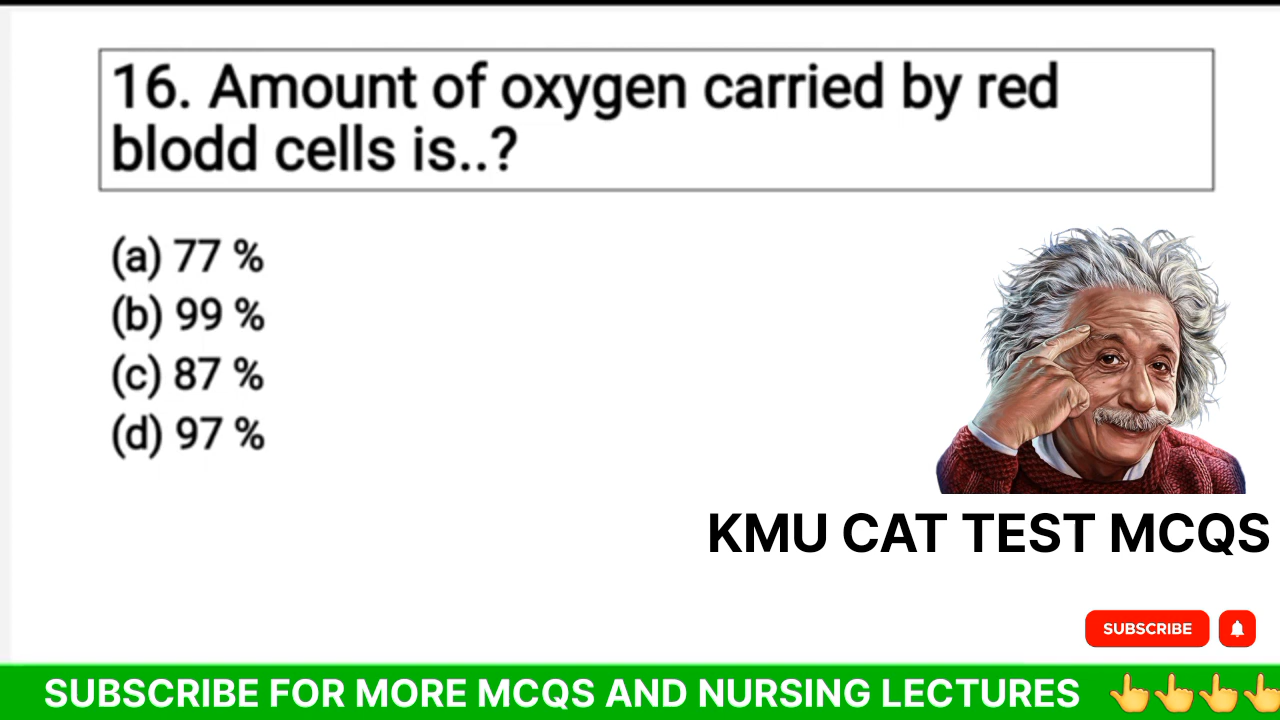 16. Amount of oxygen carried by red
blodd cells is..?
(a) 77 %
(b) 99 %
(c) 87 %
(d) 97 %
KMU CAT TEST MCQS
SUBSCRIBE
SUBSCRIBE FOR MORE MCQS AND NURSING LECTURES 👆👆👆👆